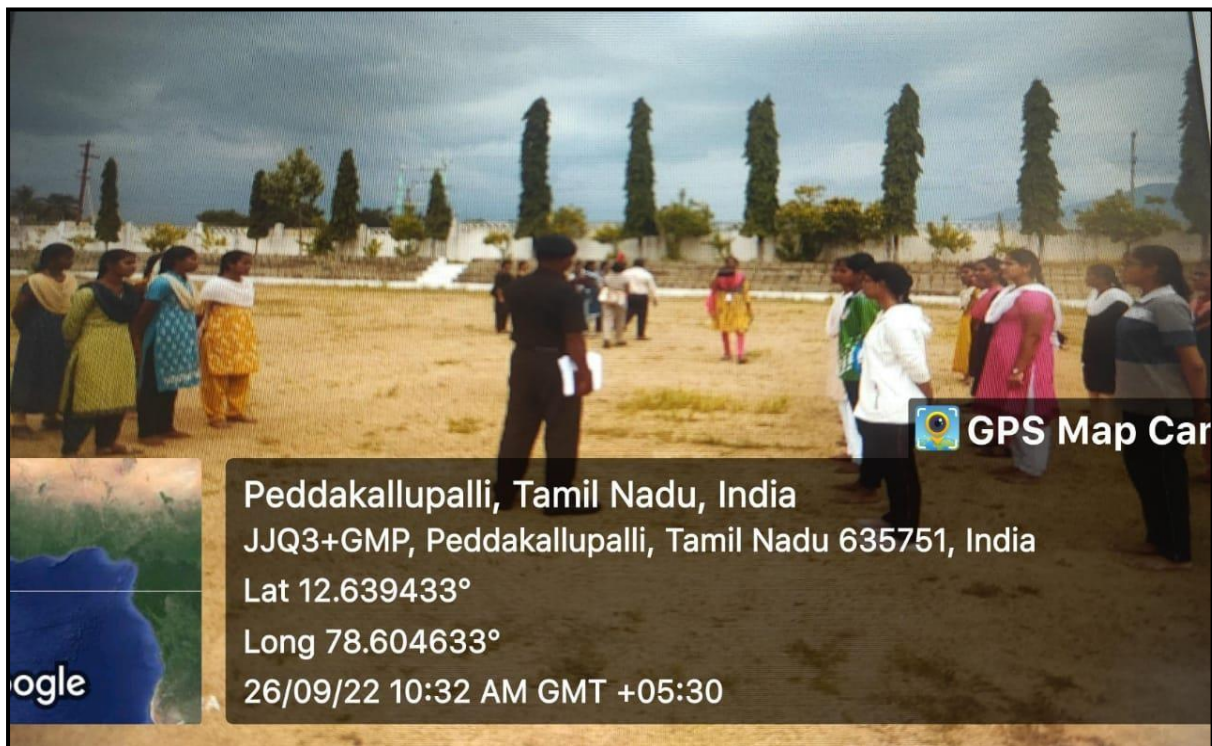 GPS Map Car
Peddakallupalli, Tamil Nadu, India
JJQ3+GMP, Peddakallupalli, Tamil Nadu 635751, India
Lat 12.639433°
Long 78.604633°
26/09/22 10:32 AM GMT +05:30
ogle